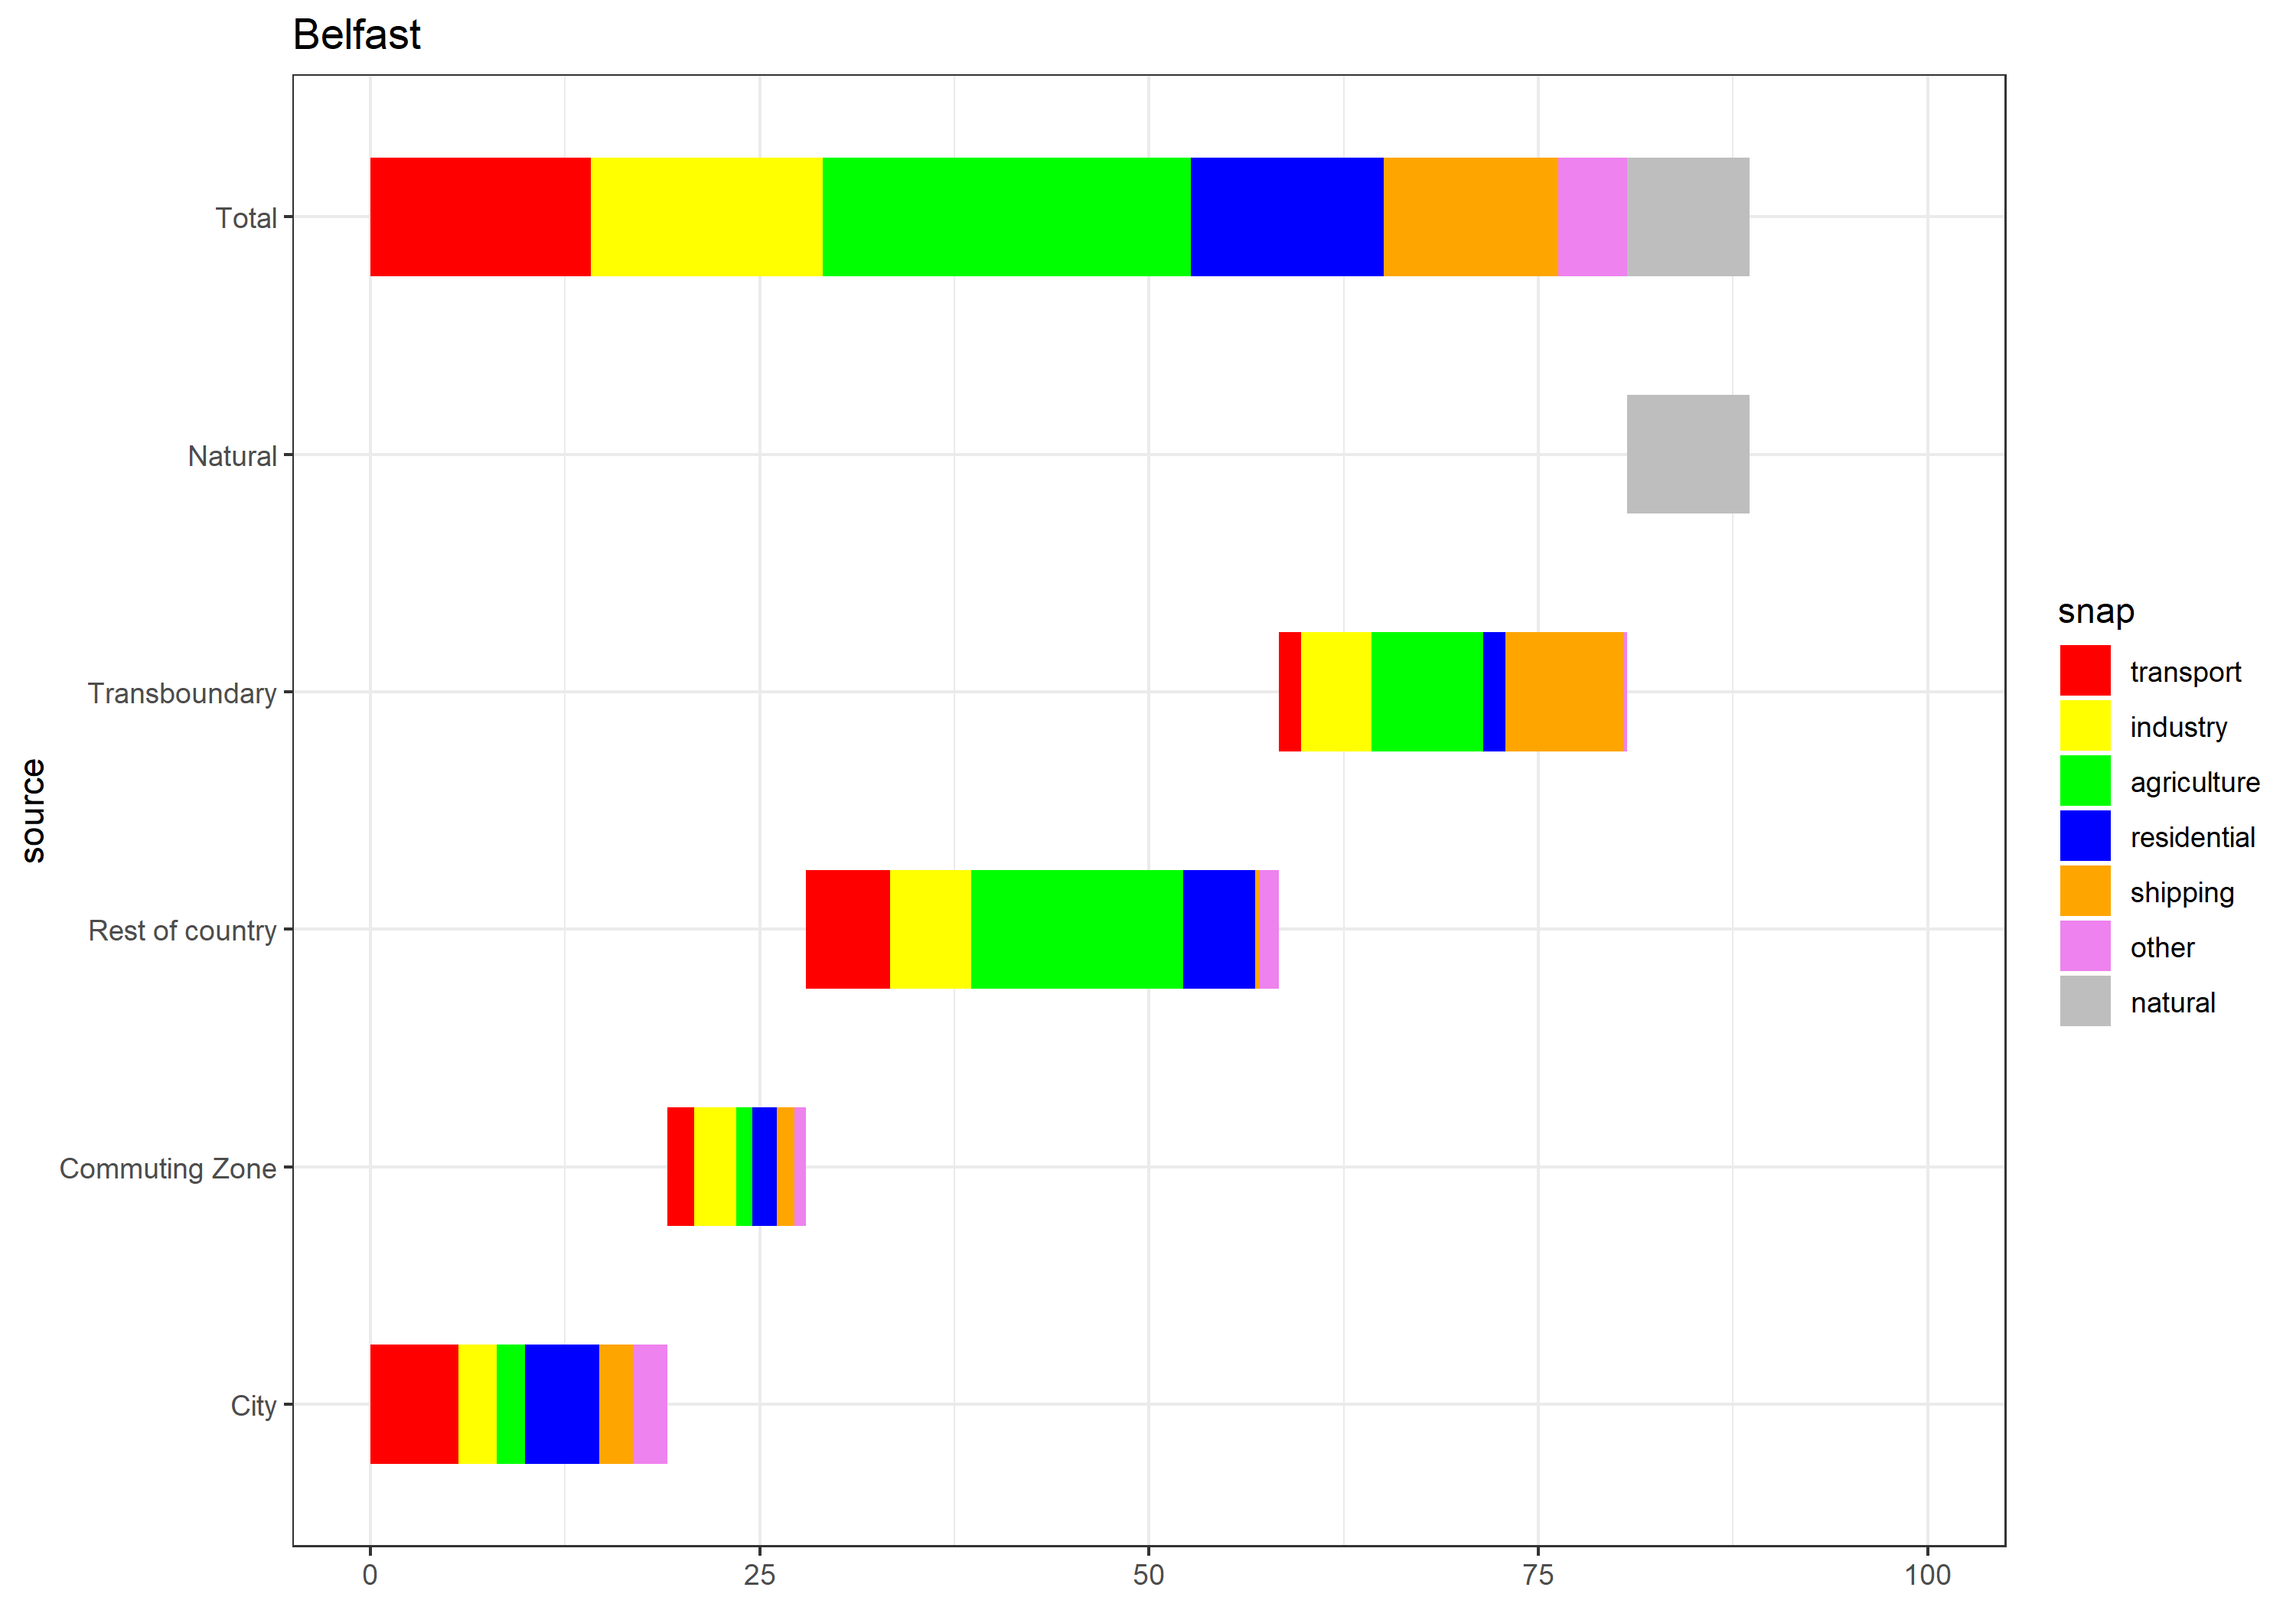 Belfast
source
Total
Natural
Transboundary
Rest of country
Commuting Zone
City
0 25 50 75 100
snap
transport
industry
agriculture
residential
shipping
other
natural